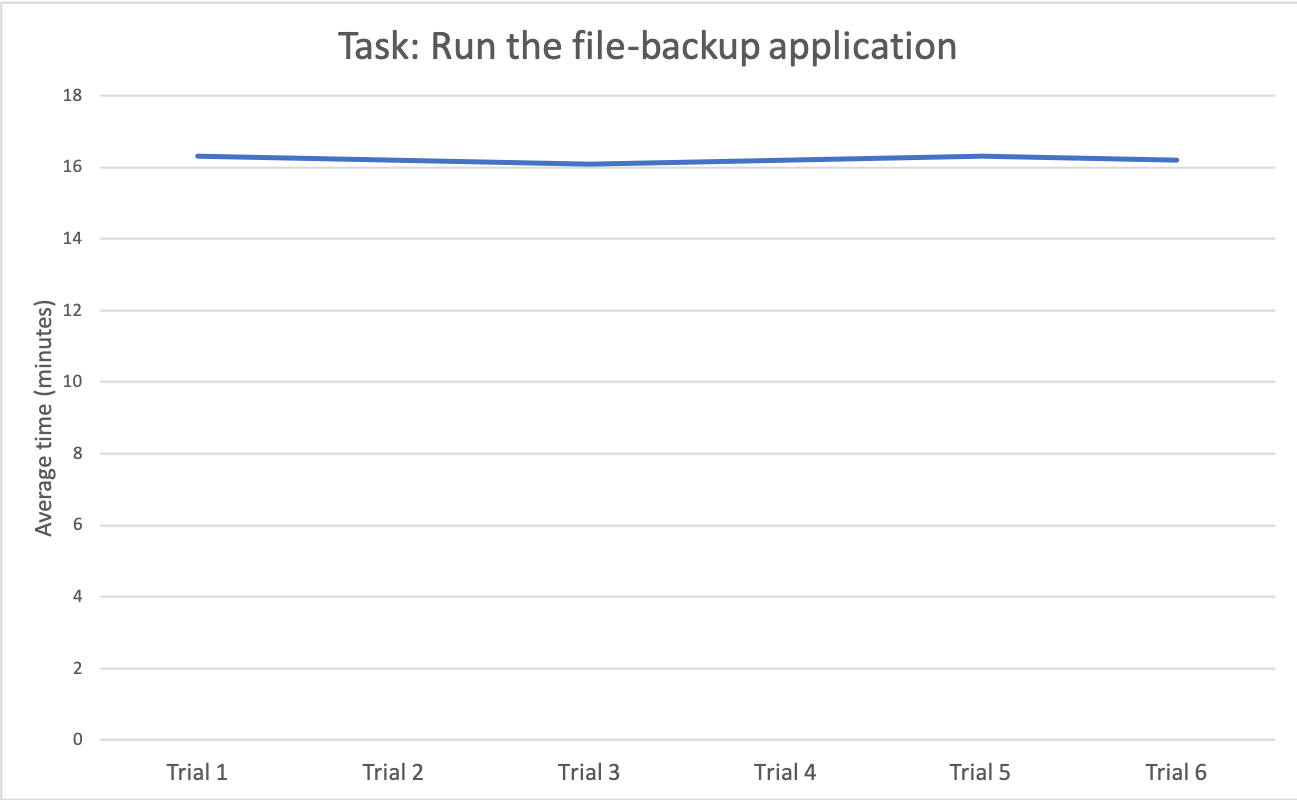 Task: Run the file-backup application
18
16
14
12
10
8
6
4
2
0
Average time (minutes)
Trial 1
Trial 2
Trial 3
Trial 4
Trial 5
Trial 6